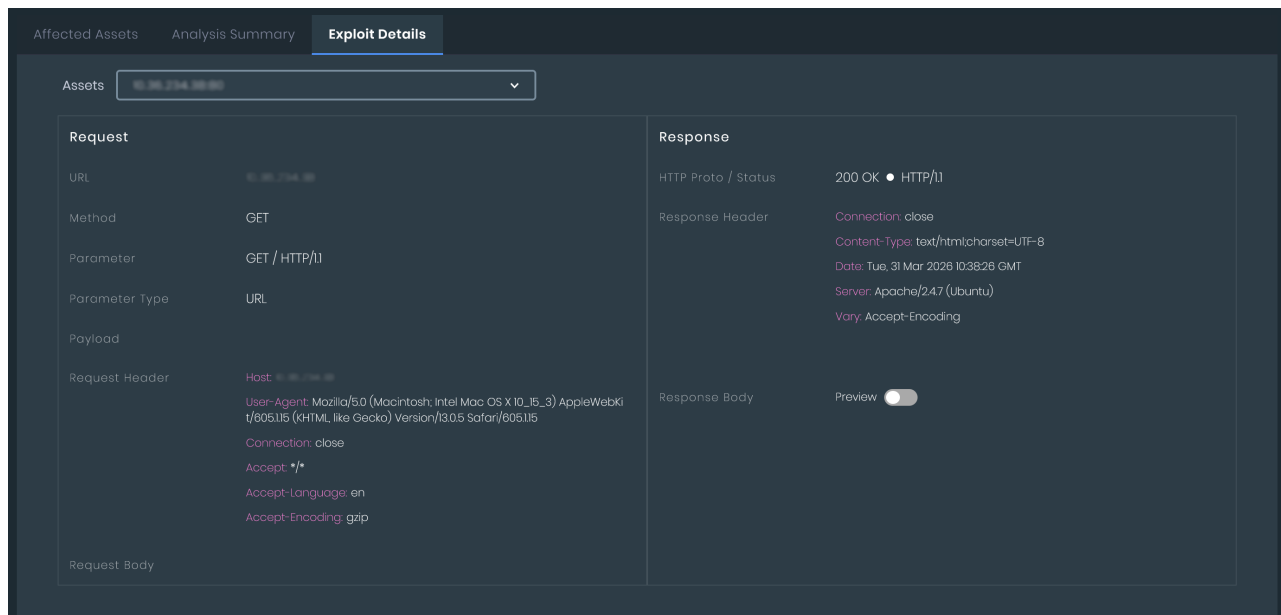 Affected Assets
Analysis Summary
Exploit Details
Assets
Request
URL
Method
GET
Parameter
GET / HTTP/1.1
Parameter Type
URL
Payload
Request Header
Host:
User-Agent: Mozilla/5.0 (Macintosh; Intel Mac OS X 10_15_3) AppleWebKi
t/605.1.15 (KHTML, like Gecko) Version/13.0.5 Safari/605.1.15
Connection: close
Accept: */*
Accept-Language: en
Accept-Encoding: gzip
Request Body
Response
HTTP Proto / Status
200 OK ● HTTP/1.1
Response Header
Connection: close
Content-Type: text/html;charset=UTF-8
Date: Tue, 31 Mar 2026 10:38:26 GMT
Server: Apache/2.4.7 (Ubuntu)
Vary: Accept-Encoding
Response Body
Preview